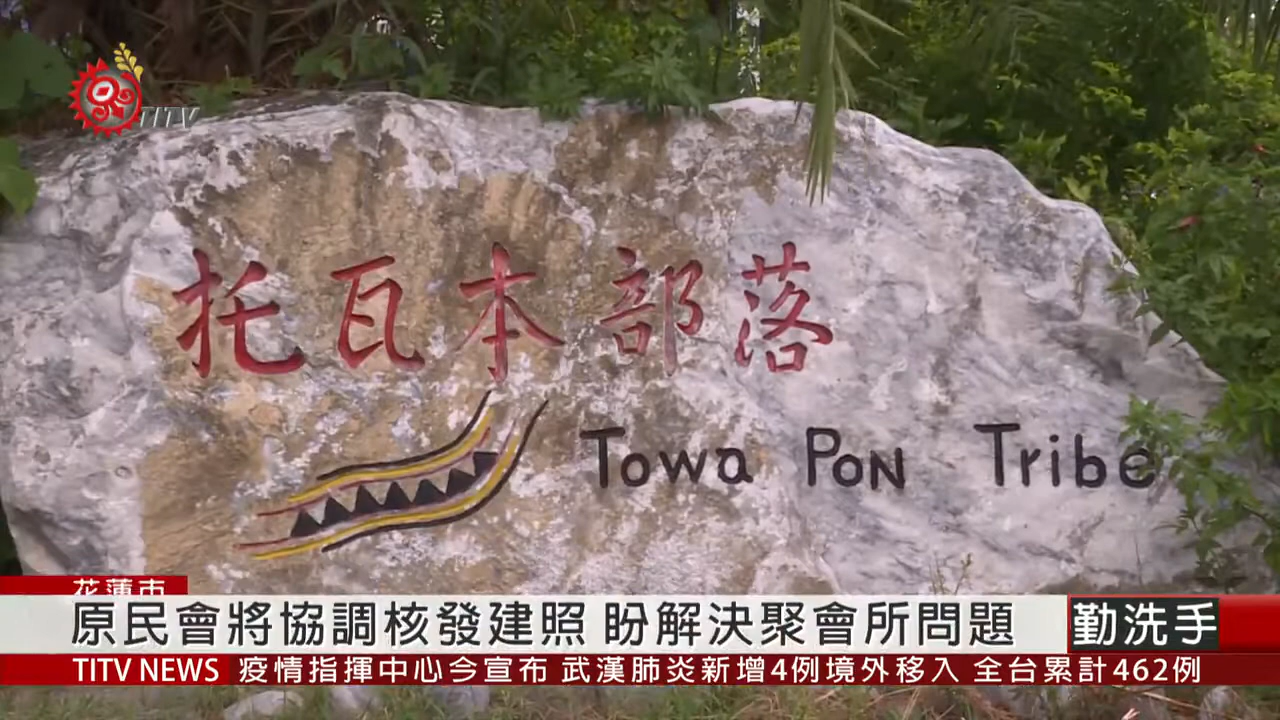 TITV
托瓦本部落
Towa Pon Tribe
花蓮市
原民會將協調核發建照 盼解決聚會所問題
勤洗手
TITV NEWS 疫情指揮中心今宣布 武漢肺炎新增4例境外移入 全台累計462例